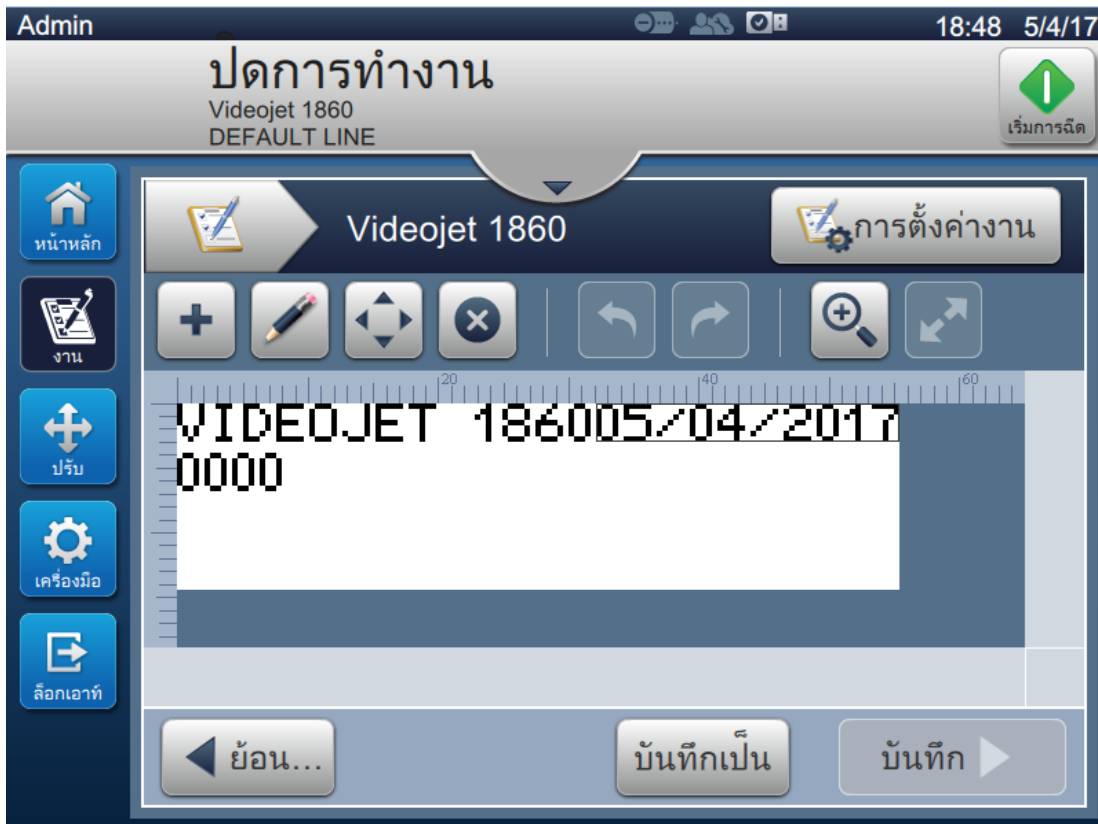 Admin 18:48 5/4/17
ปดการทำงาน
Videojet 1860
DEFAULT LINE
เริ่มการฉีด
หน้าหลัก
Videojet 1860
การตั้งค่างาน
งาน
20 40 60
VIDEOJET 186005/04/2017
0000
ปรับ
เครื่องมือ
ล็อกเอาท์
ย้อน...
บันทึกเป็น
บันทึก